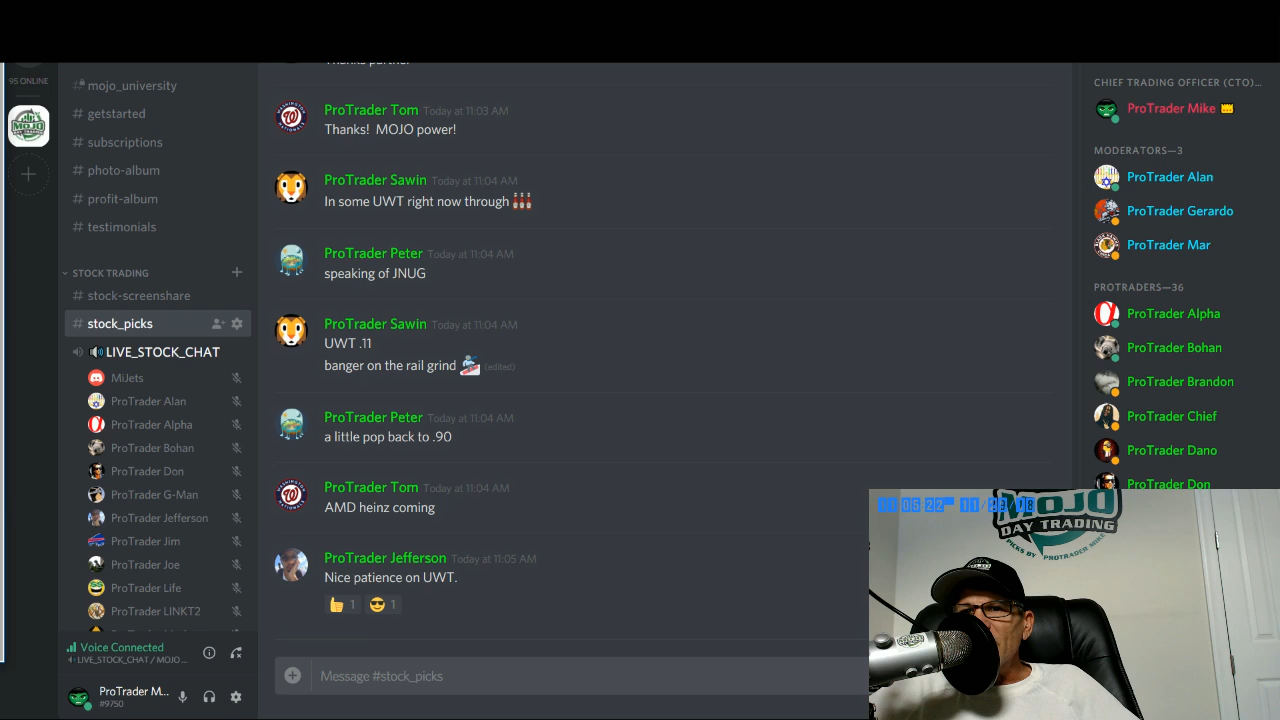 95 ONLINE
mojo_university
# getstarted
# subscriptions
# photo-album
# profit-album
# testimonials
STOCK TRADING
# stock-screenshare
# stock_picks
LIVE_STOCK_CHAT
MiJets
ProTrader Alan
ProTrader Alpha
ProTrader Bohan
ProTrader Don
ProTrader G-Man
ProTrader Jefferson
ProTrader Jim
ProTrader Joe
ProTrader Life
ProTrader LINKT2
Voice Connected
LIVE_STOCK_CHAT / MOJO ...
ProTrader M...
#9750
ProTrader Tom Today at 11:03 AM
Thanks! MOJO power!
ProTrader Sawin Today at 11:04 AM
In some UWT right now through
ProTrader Peter Today at 11:04 AM
speaking of JNUG
ProTrader Sawin Today at 11:04 AM
UWT .11
banger on the rail grind (edited)
ProTrader Peter Today at 11:04 AM
a little pop back to .90
ProTrader Tom Today at 11:04 AM
AMD heinz coming
ProTrader Jefferson Today at 11:05 AM
Nice patience on UWT.
1 1
Message #stock_picks
CHIEF TRADING OFFICER (CTO)...
ProTrader Mike
MODERATORS—3
ProTrader Alan
ProTrader Gerardo
ProTrader Mar
PROTRADERS—36
ProTrader Alpha
ProTrader Bohan
ProTrader Brandon
ProTrader Chief
ProTrader Dano
ProTrader Don
MOJO
DAY TRADING
PICKS BY PROTRADER MIKE